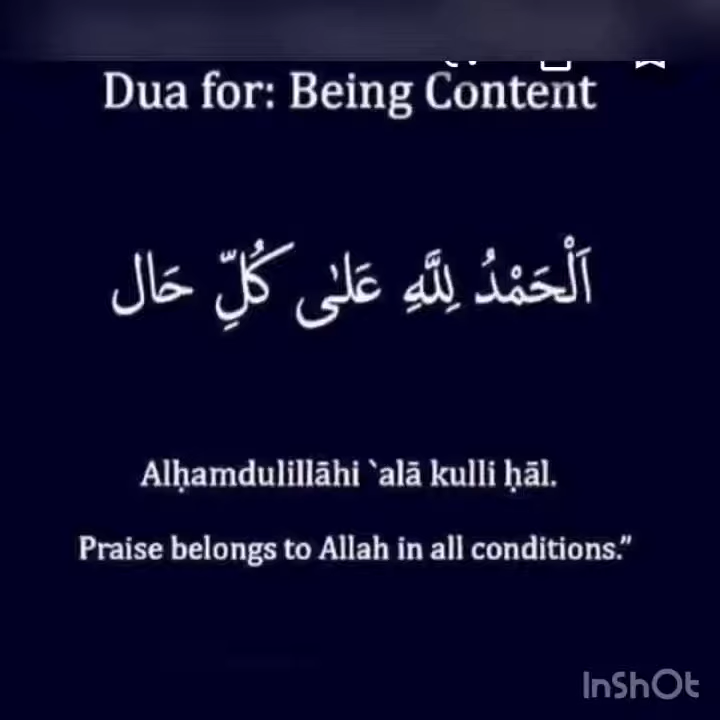 Dua for: Being Content
اَلْحَمْدُ لِلَّهِ عَلٰى كُلِّ حَال
Alḥamdulillāhi `alā kulli ḥāl.
Praise belongs to Allah in all conditions.”
InShOt